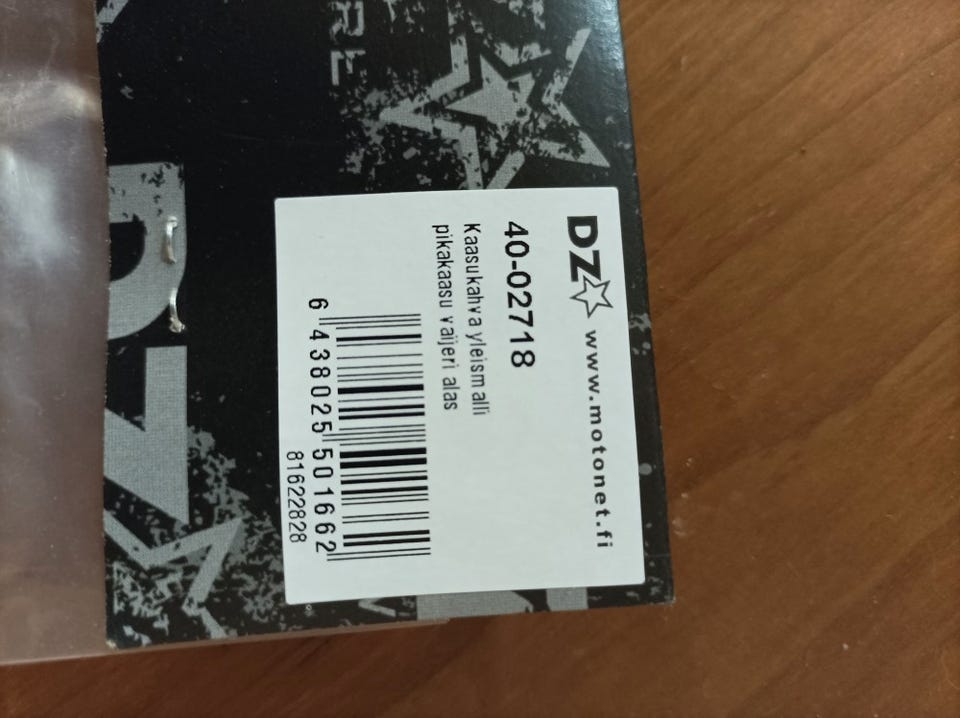 DZ
www.motonet.fi
40-02718
Kaasukahva yleismalli
pikakaasu vaijeri alas
6 438025 501662
81622828